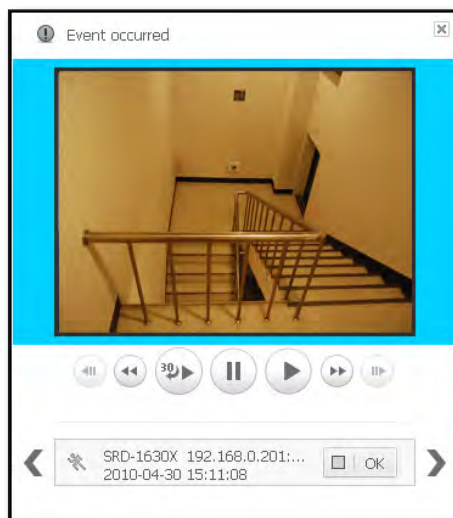 Event occurred
30
SRD-1630X 192.168.0.201:...
2010-04-30 15:11:08
OK